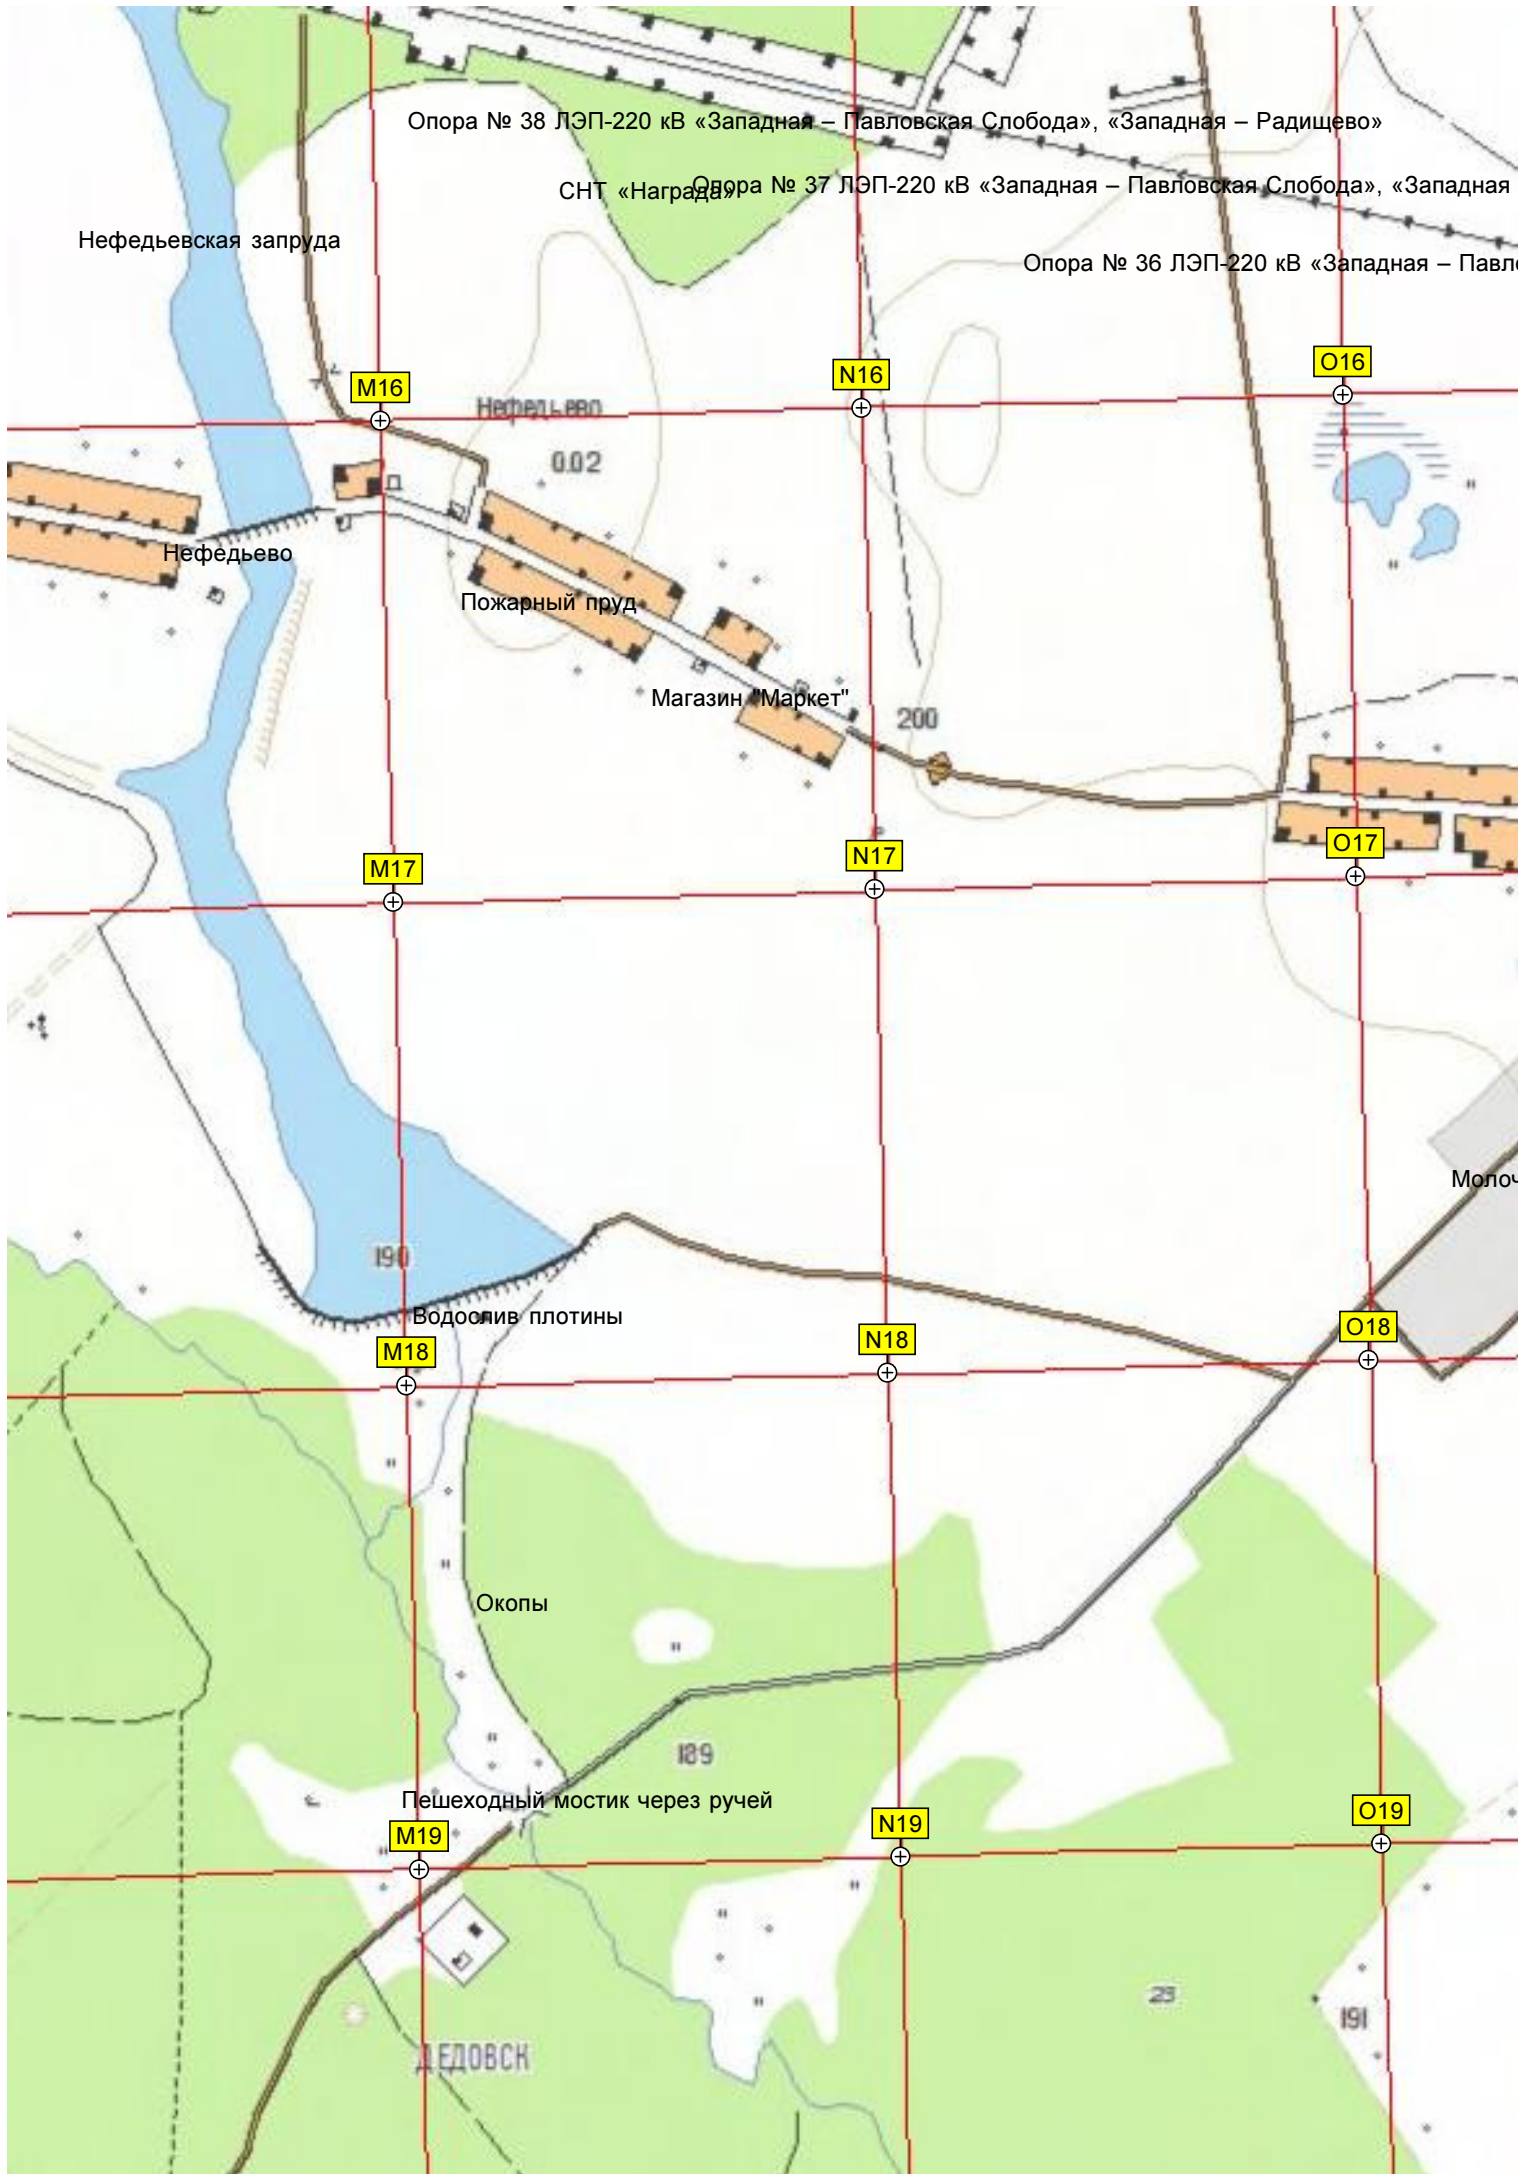 Опора № 38 ЛЭП-220 кВ «Западная – Павловская Слобода», «Западная – Радищево»
СНТ «Награда»
Опора № 37 ЛЭП-220 кВ «Западная – Павловская Слобода», «Западная
Нефедьевская запруда
Опора № 36 ЛЭП-220 кВ «Западная – Павло
O16
N16
M16
Нефедьево
0.02
Нефедьево
Пожарный пруд
Магазин "Маркет"
200
O17
N17
M17
Молоч
190
Водослив плотины
O18
N18
M18
Окопы
189
Пешеходный мостик через ручей
O19
N19
M19
23
191
ДЕДОВСК